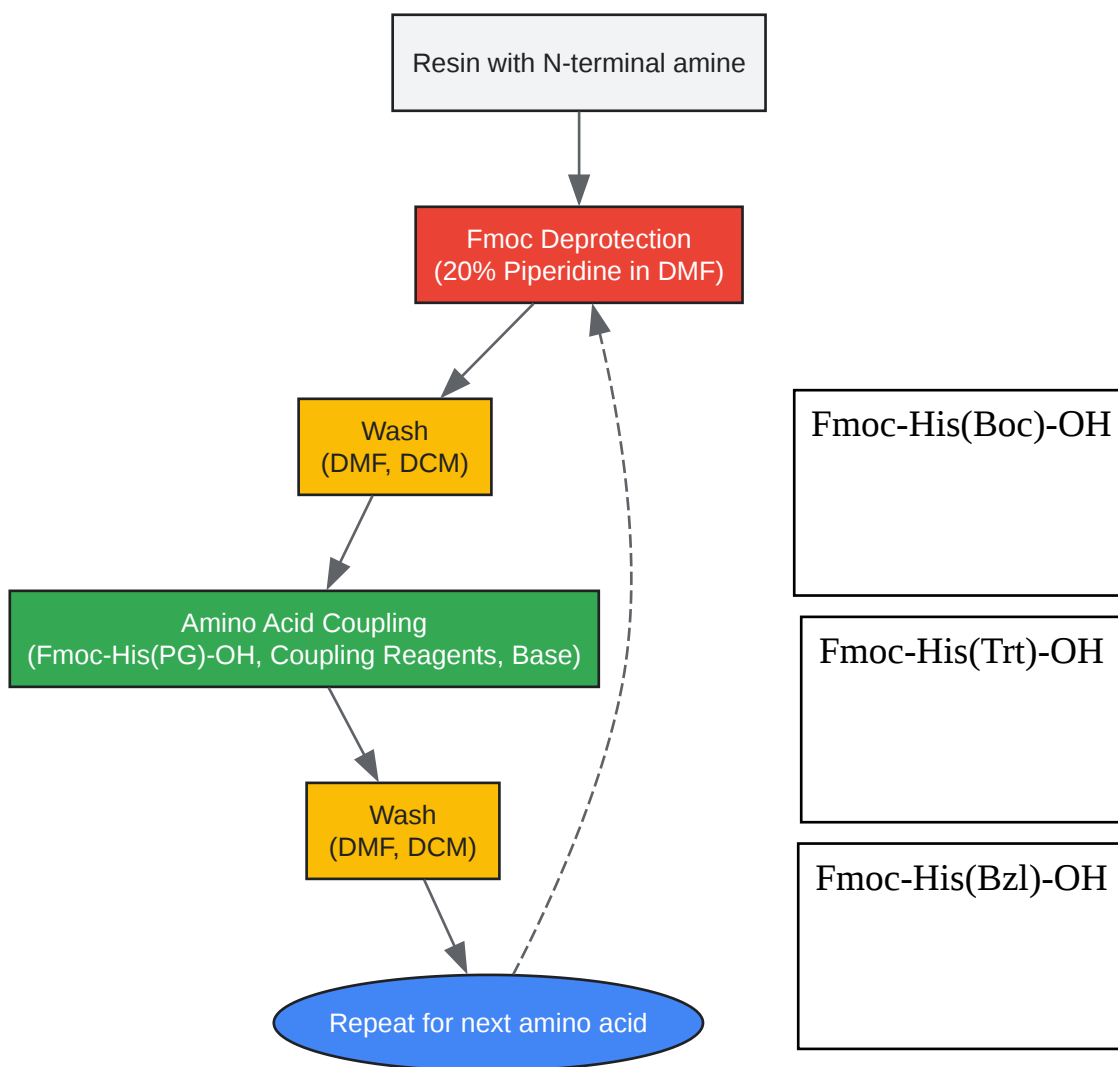 Resin with N-terminal amine
Fmoc Deprotection
(20% Piperidine in DMF)
Wash
(DMF, DCM)
Amino Acid Coupling
(Fmoc-His(PG)-OH, Coupling Reagents, Base)
Wash
(DMF, DCM)
Repeat for next amino acid
Fmoc-His(Boc)-OH
Fmoc-His(Trt)-OH
Fmoc-His(Bzl)-OH